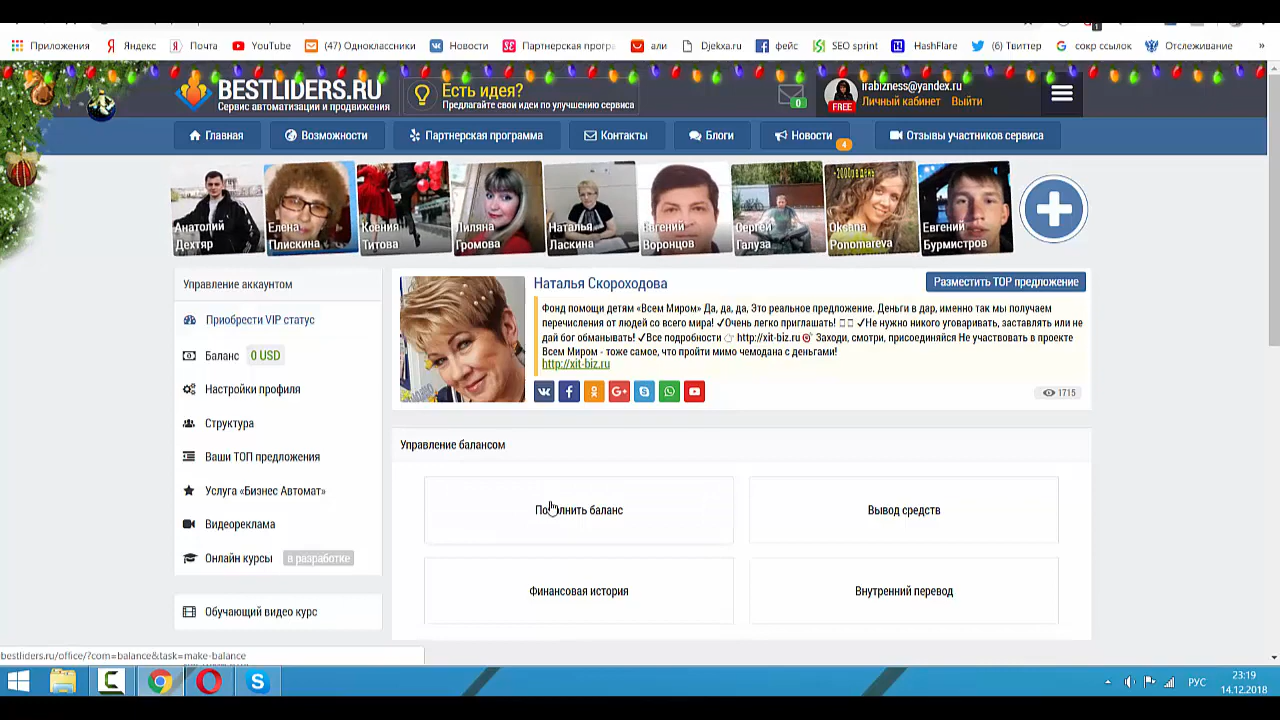 Приложения
Яндекс
Почта
YouTube
(47) Одноклассники
Новости
Партнерская прогр
али
Djekxa.ru
фейс
SEO sprint
HashFlare
(6) Твиттер
сокр ссылок
Отслеживание
»
BESTLIDERS.RU
Сервис автоматизации и продвижения
Есть идея?
Предлагайте свои идеи по улучшению сервиса
0
FREE
irabizness@yandex.ru
Личный кабинет Выйти
Главная
Возможности
Партнерская программа
Контакты
Блоги
Новости
4
Отзывы участников сервиса
Анатолий
Дехтяр
Елена
Плискина
Ксения
Титова
Лиляна
Громова
Наталья
Ласкина
Евгений
Воронцов
Сергей
Галуза
+2000р в день
Oksana
Ponomareva
Евгений
Бурмистров
Управление аккаунтом
Приобрести VIP статус
Баланс 0 USD
Настройки профиля
Структура
Ваши ТОП предложения
Услуга «Бизнес Автомат»
Видеореклама
Онлайн курсы в разработке
Обучающий видео курс
Наталья Скороходова
Разместить TOP предложение
Фонд помощи детям «Всем Миром» Да, да, да, Это реальное предложение. Деньги в дар, именно так мы получаем
перечисления от людей со всего мира! ✓Очень легко приглашать! ✓Не нужно никого уговаривать, заставлять или не
дай бог обманывать! ✓Все подробности http://xit-biz.ru Заходи, смотри, присоединяйся Не участвовать в проекте
Всем Миром - тоже самое, что пройти мимо чемодана с деньгами!
http://xit-biz.ru
1715
Управление балансом
Пополнить баланс
Вывод средств
Финансовая история
Внутренний перевод
bestliders.ru/office/?com=balance&task=make-balance
РУС
23:19
14.12.2018